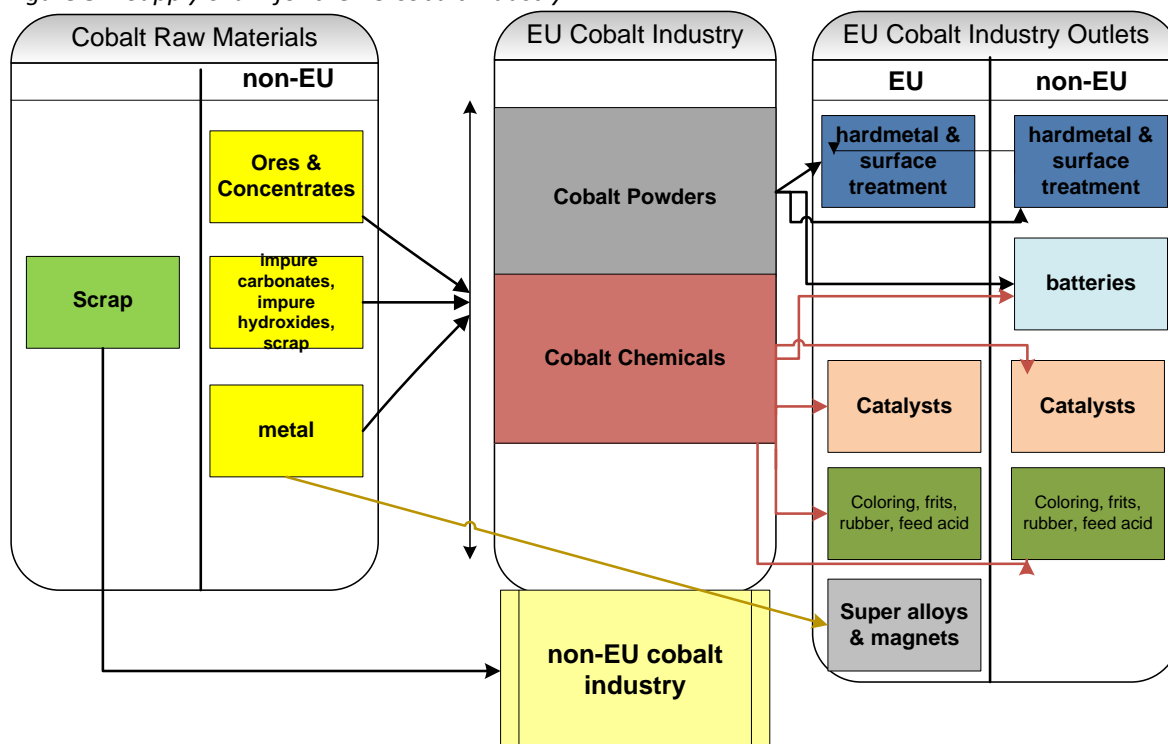 Cobalt Raw Materials
non-EU
Ores &
Concentrates
Scrap
impure
carbonates,
impure
hydroxides,
scrap
metal
EU Cobalt Industry
Cobalt Powders
Cobalt Chemicals
non-EU cobalt
industry
EU Cobalt Industry Outlets
EU
non-EU
hardmetal &
surface
treatment
hardmetal &
surface
treatment
batteries
Catalysts
Catalysts
Coloring, frits,
rubber, feed acid
Coloring, frits,
rubber, feed acid
Super alloys
& magnets